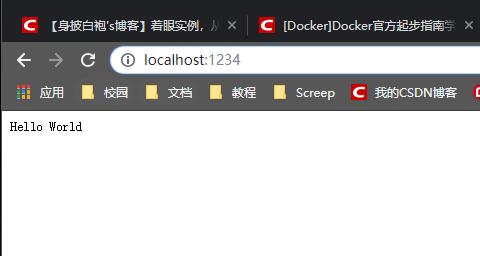 【身披白袍's博客】着眼实例，从
[Docker]Docker官方起步指南学
localhost:1234
应用 校园 文档 教程 Screep 我的CSDN博客
Hello World